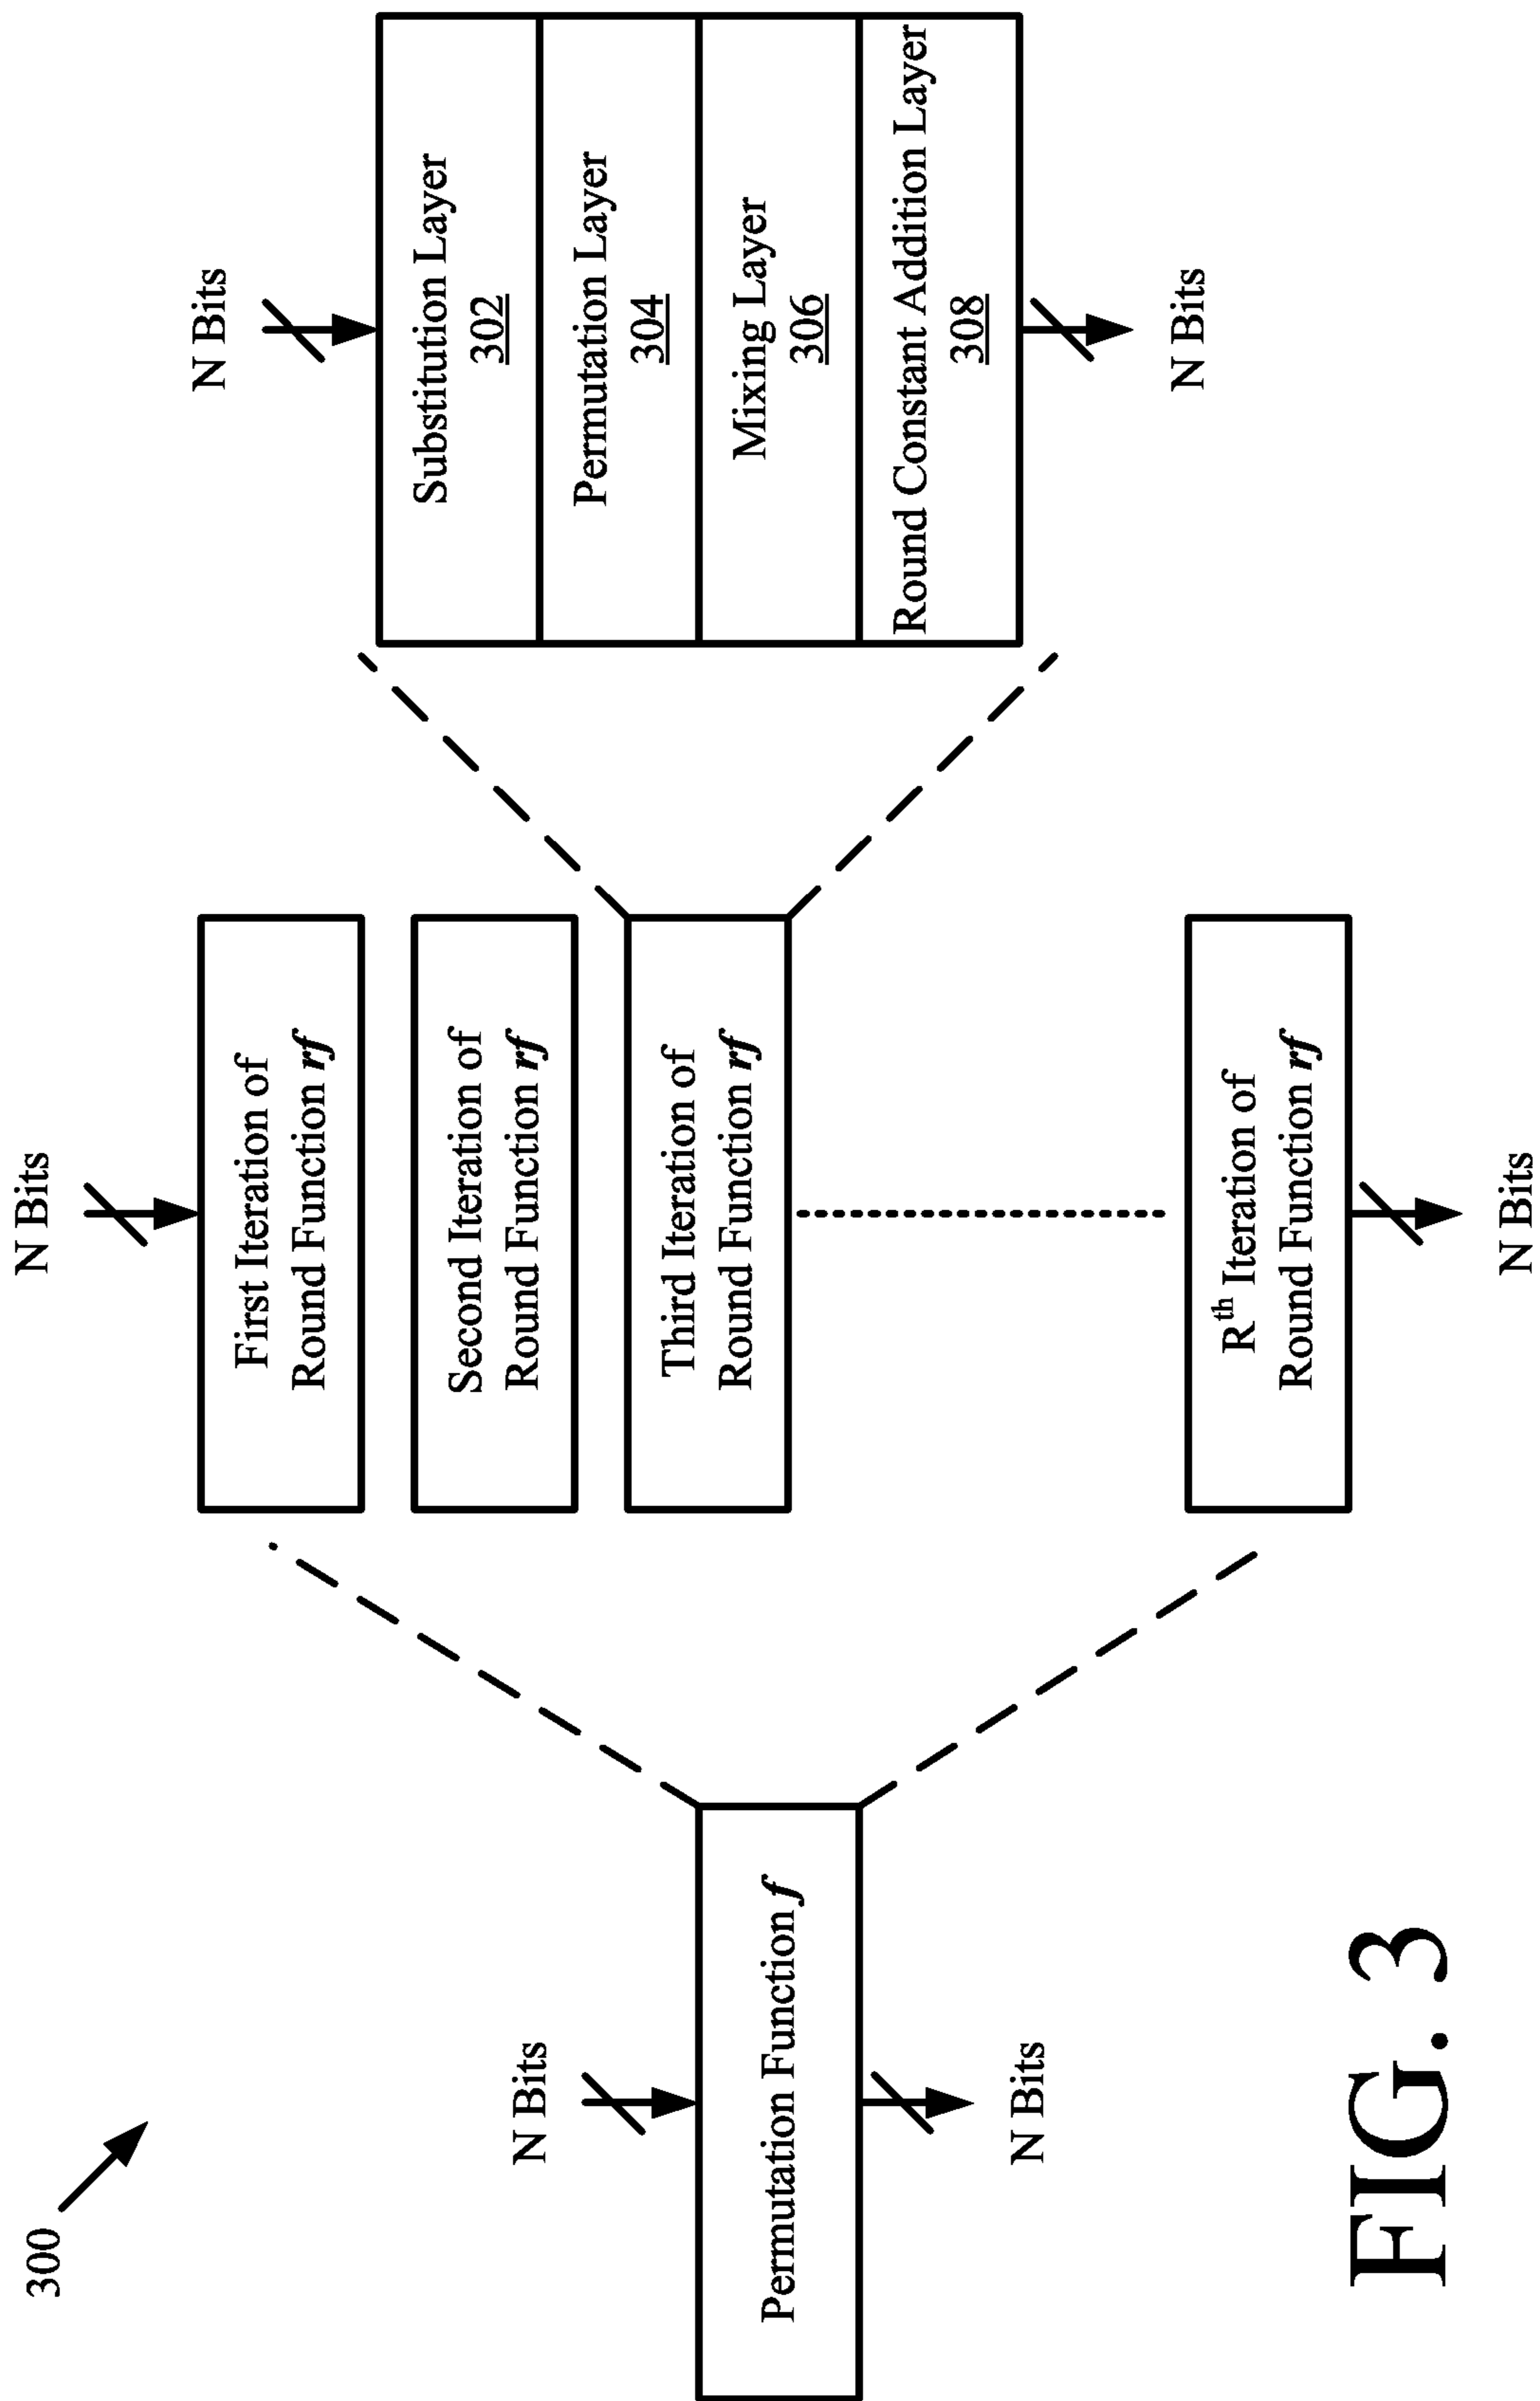 300
N Bits
Permutation Function f
N Bits
N Bits
First Iteration of
Round Function rf
Second Iteration of
Round Function rf
Third Iteration of
Round Function rf
Rth Iteration of
Round Function rf
N Bits
N Bits
Substitution Layer
302
Permutation Layer
304
Mixing Layer
306
Round Constant Addition Layer
308
N Bits
FIG. 3